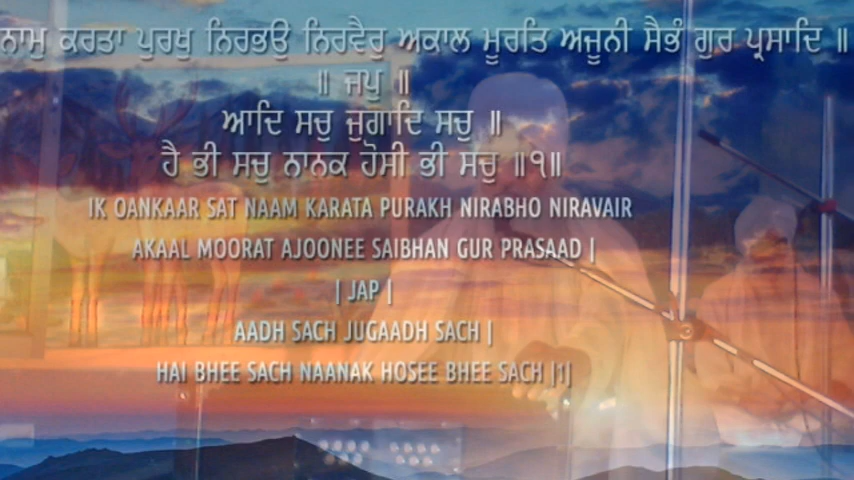 ਨਾਮੁ ਕਰਤਾ ਪੁਰਖੁ ਨਿਰਭਉ ਨਿਰਵੈਰੁ ਅਕਾਲ ਮੂਰਤਿ ਅਜੂਨੀ ਸੈਭੰ ਗੁਰ ਪ੍ਰਸਾਦਿ ॥
॥ ਜਪੁ ॥
ਆਦਿ ਸਚੁ ਜੁਗਾਦਿ ਸਚੁ ॥
ਹੈ ਭੀ ਸਚੁ ਨਾਨਕ ਹੋਸੀ ਭੀ ਸਚੁ ॥੧॥
IK OANKAAR SAT NAAM KARATA PURAKH NIRABHO NIRAVAIR
AKAAL MOORAT AJOONEE SAIBHAN GUR PRASAAD |
| JAP |
AADH SACH JUGAADH SACH |
HAI BHEE SACH NAANAK HOSEE BHEE SACH |1|